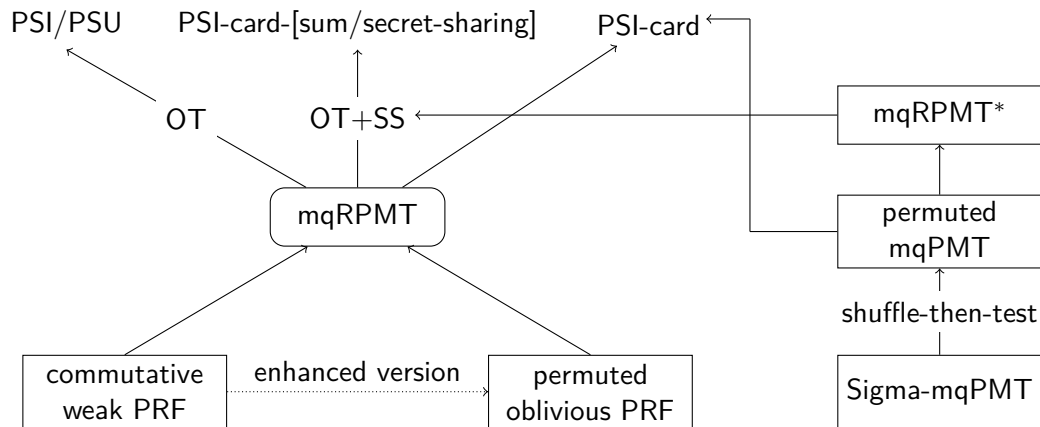 PSI/PSU
PSI-card-[sum/secret-sharing]
PSI-card
OT
OT+SS
mqRPMT*
mqRPMT
permuted
mqPMT
shuffle-then-test
commutative
weak PRF
enhanced version
permuted
oblivious PRF
Sigma-mqPMT